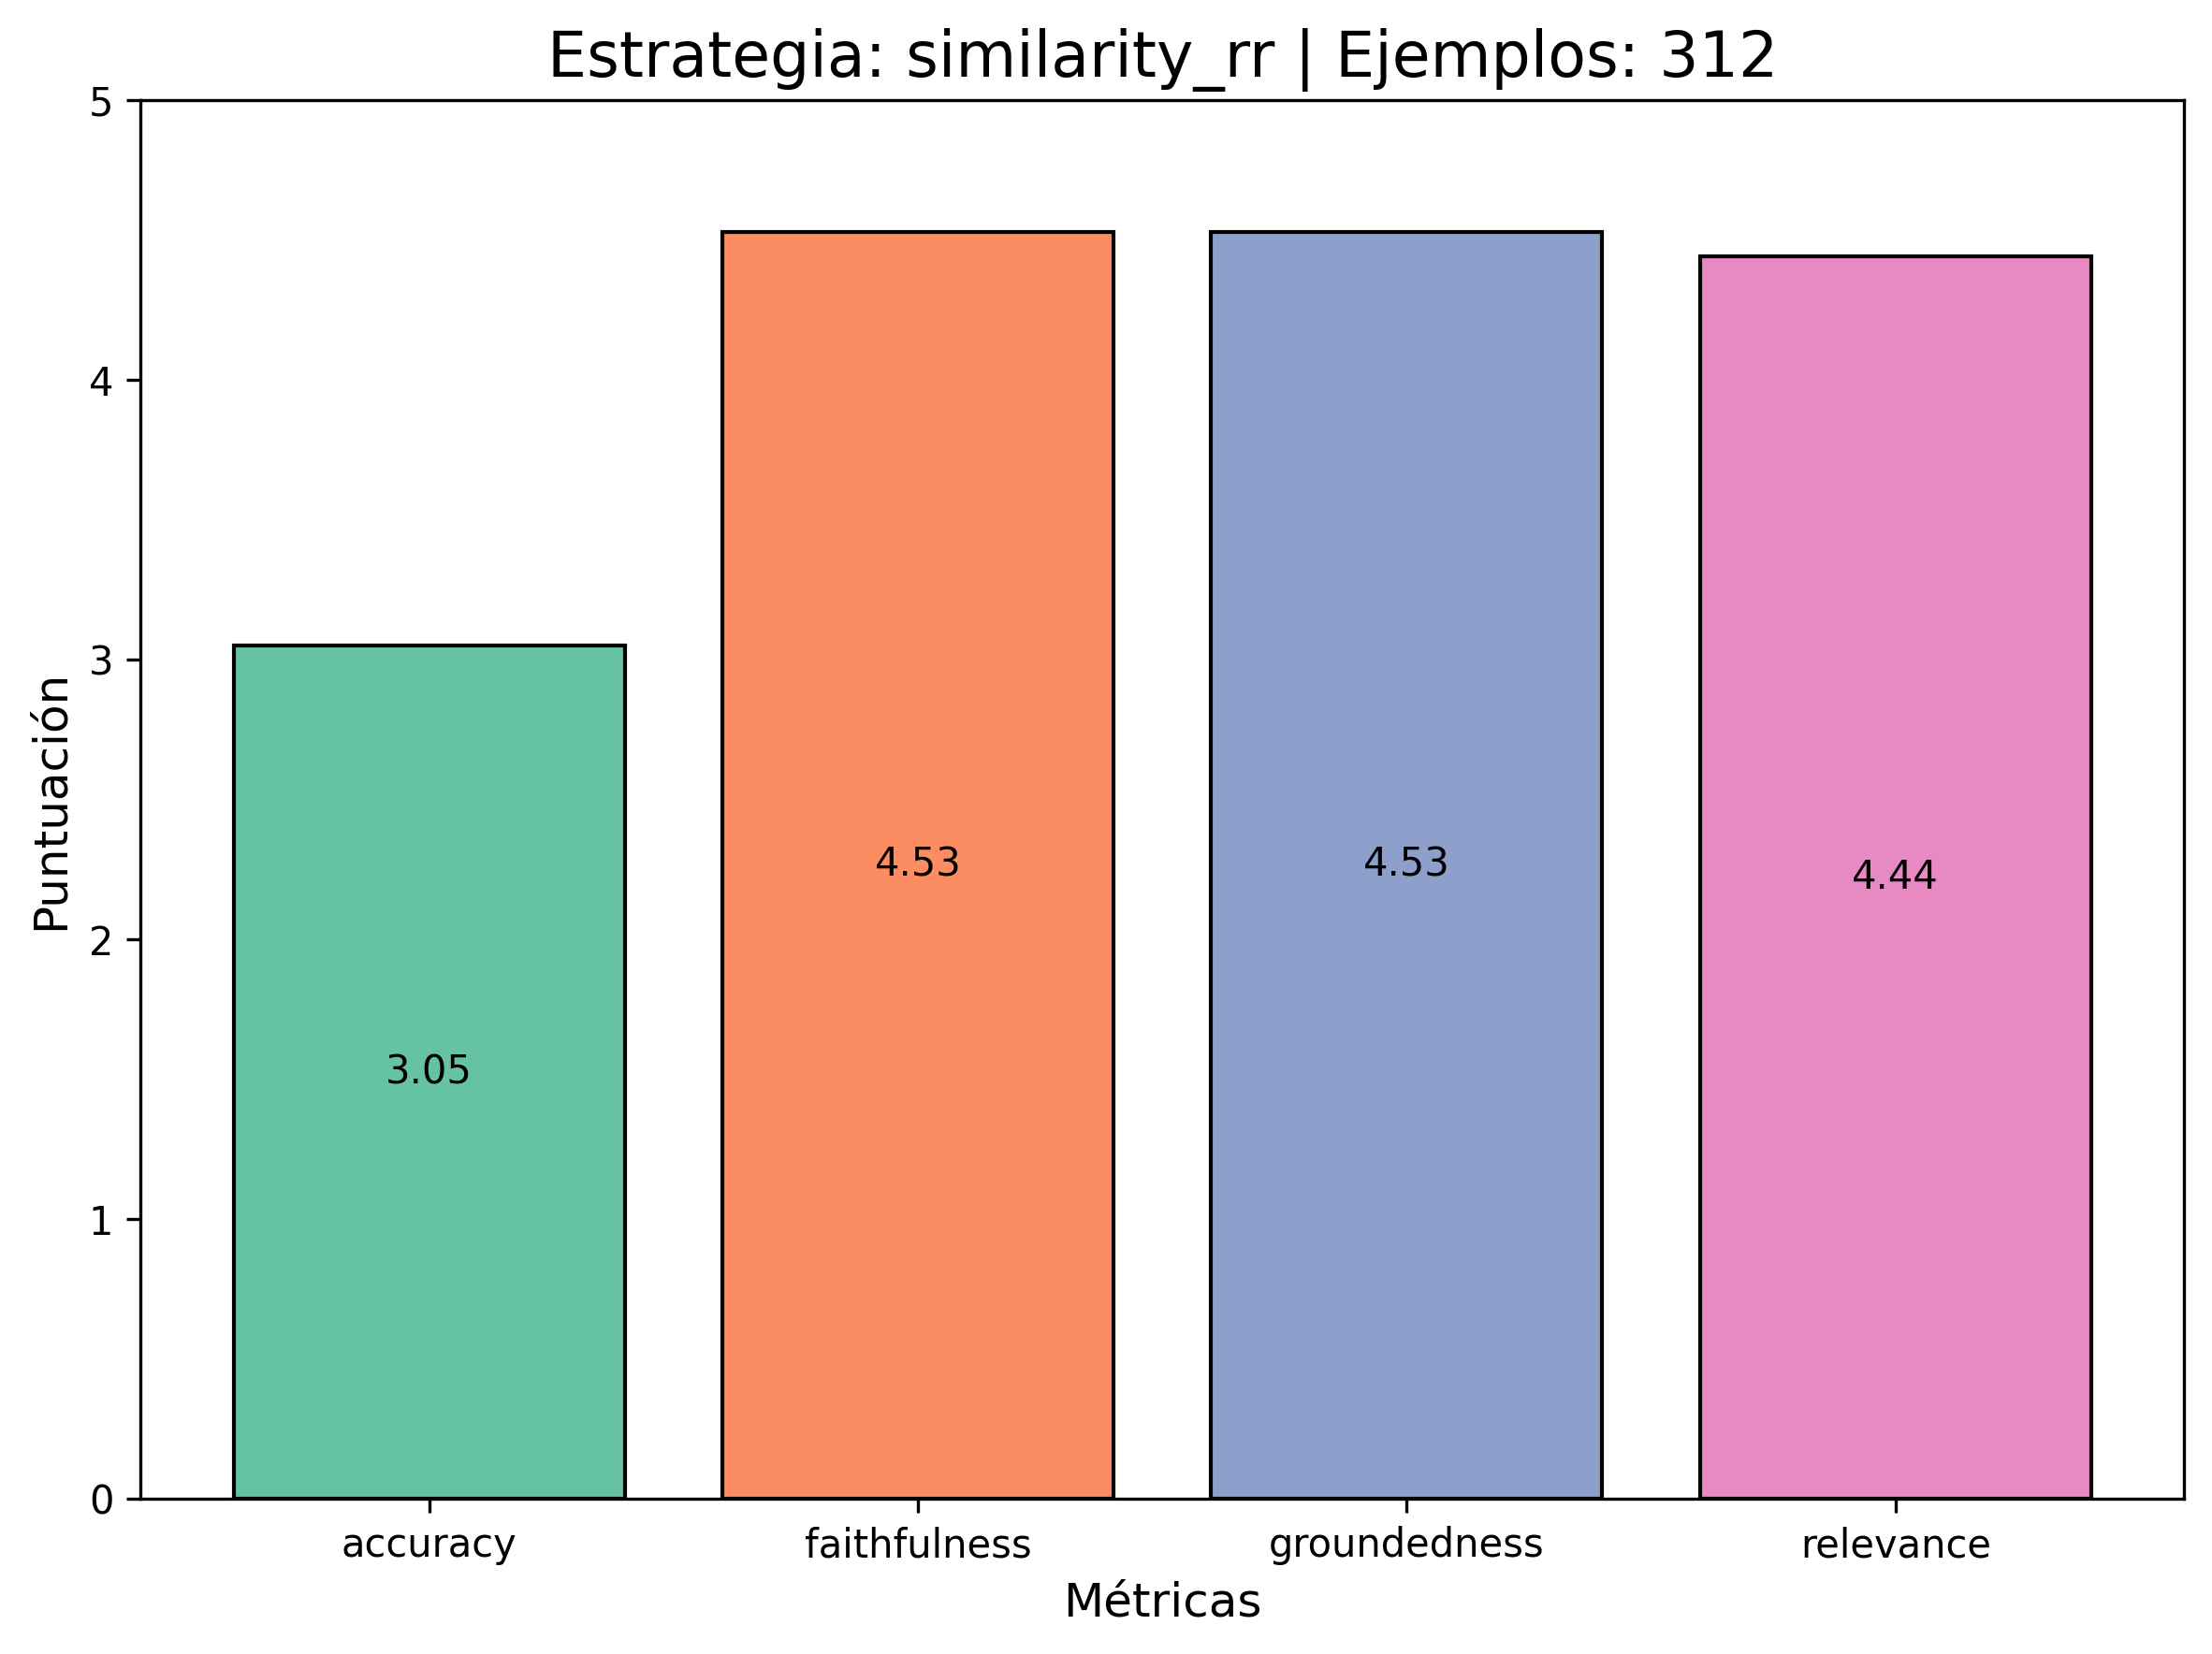 Estrategia: similarity_rr | Ejemplos: 312
5
4
3
2
1
0
Puntuación
3.05
4.53
4.53
4.44
accuracy
faithfulness
groundedness
relevance
Métricas